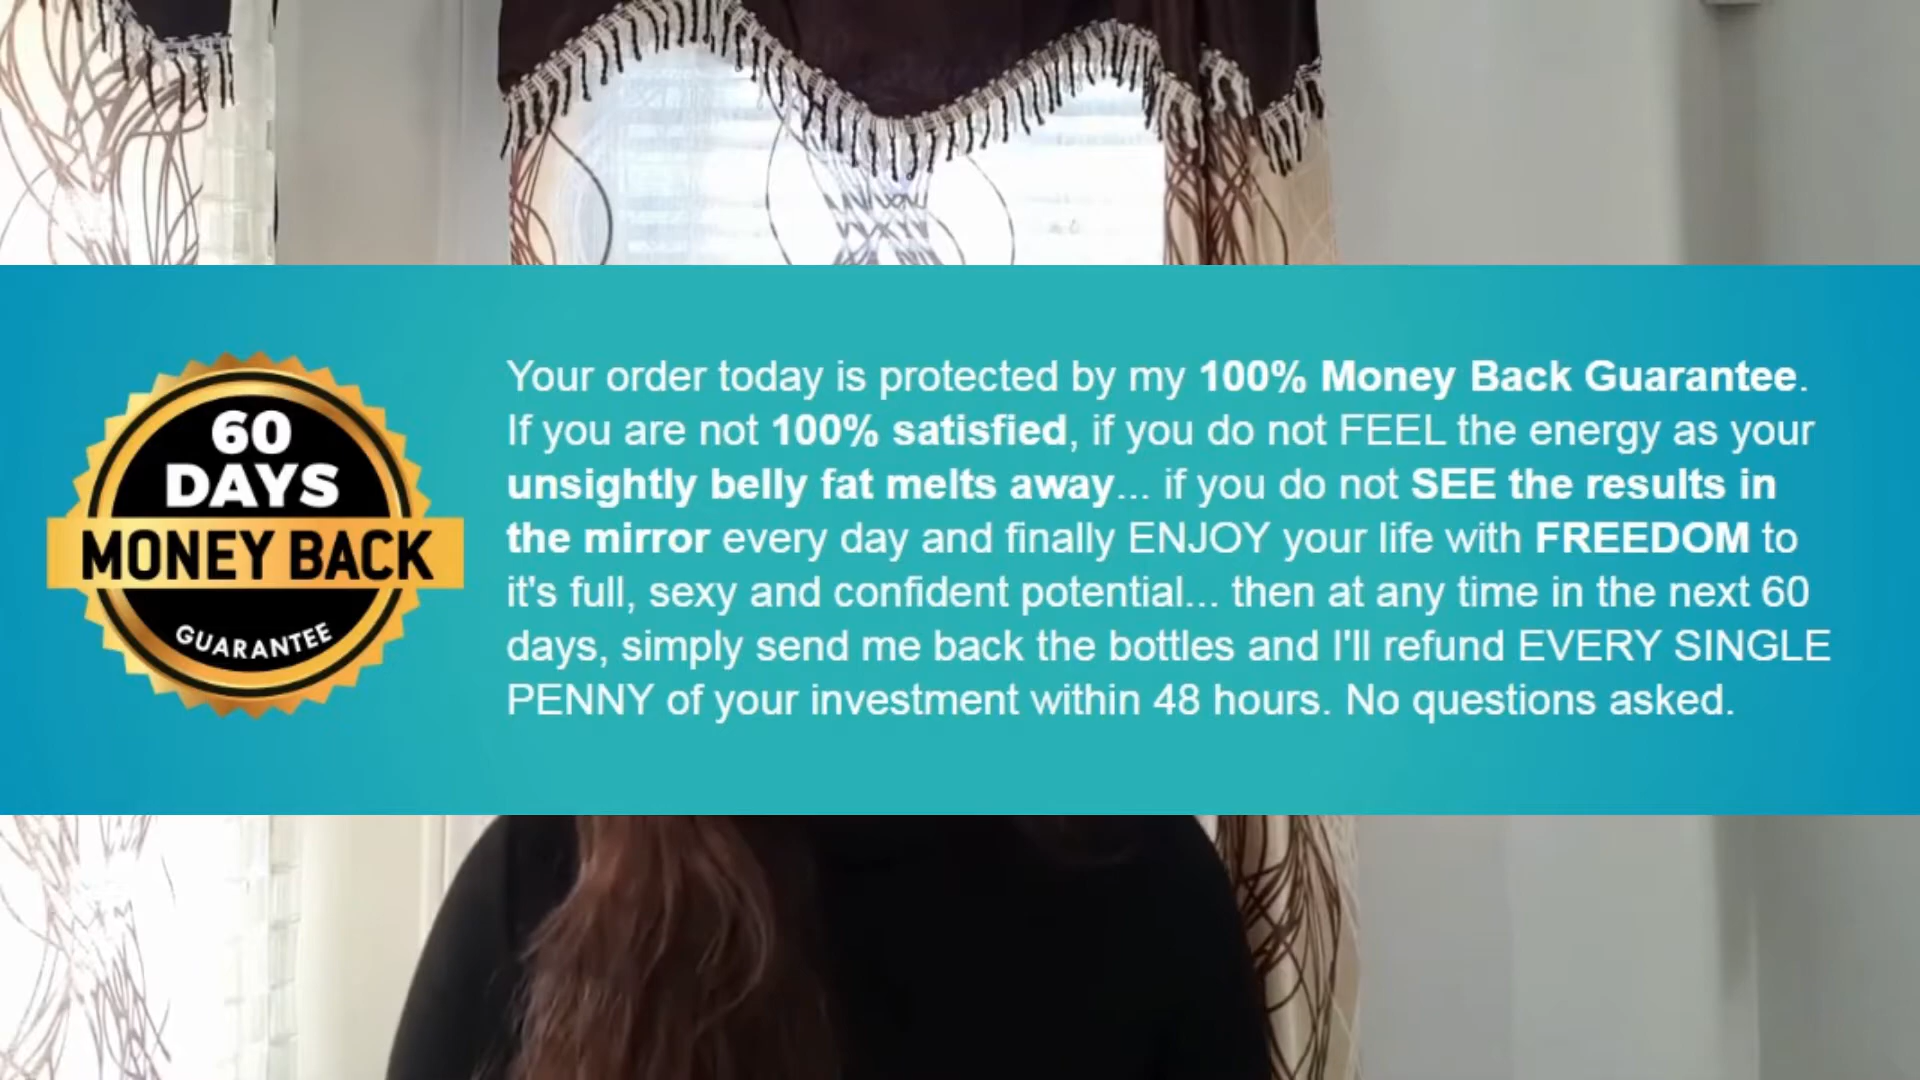 60
DAYS
MONEY BACK
GUARANTEE
Your order today is protected by my 100% Money Back Guarantee.
If you are not 100% satisfied, if you do not FEEL the energy as your
unsightly belly fat melts away... if you do not SEE the results in
the mirror every day and finally ENJOY your life with FREEDOM to
it's full, sexy and confident potential... then at any time in the next 60
days, simply send me back the bottles and I'll refund EVERY SINGLE
PENNY of your investment within 48 hours. No questions asked.